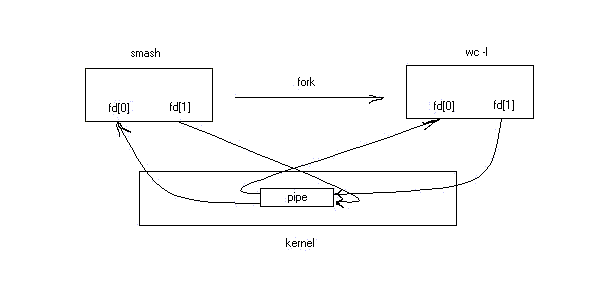 smash
wc -l
fork
fd[0]
fd[1]
fd[0]
fd[1]
pipe
kernel